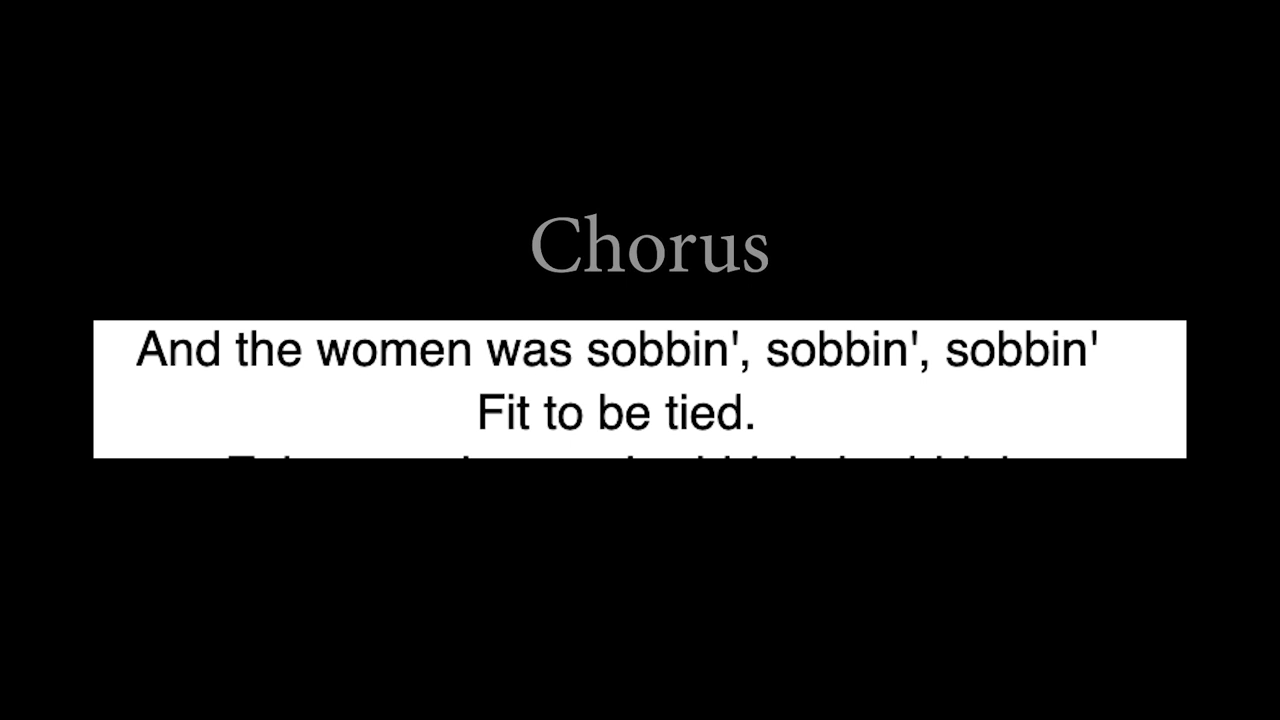 Chorus
And the women was sobbin', sobbin', sobbin'
Fit to be tied.